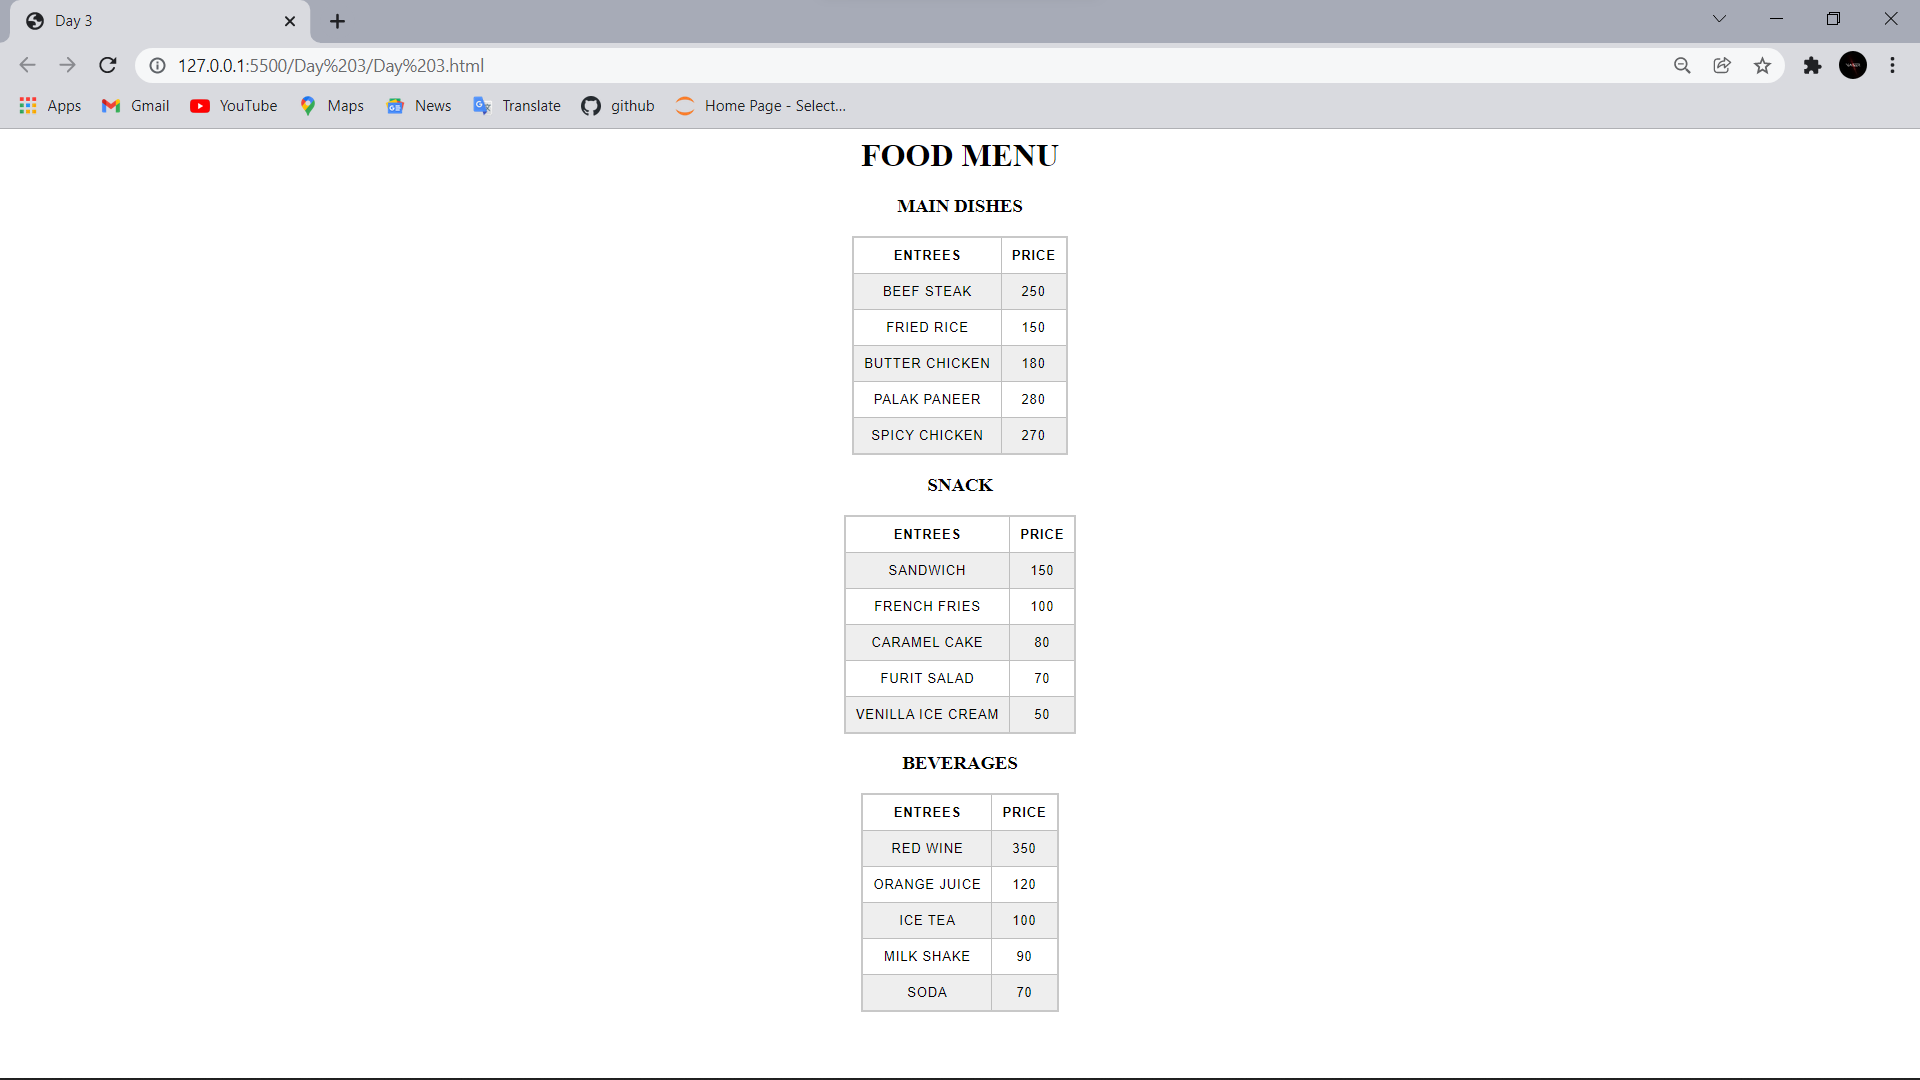 Day 3
127.0.0.1:5500/Day%203/Day%203.html
Apps Gmail YouTube Maps News Translate github Home Page - Select...
FOOD MENU
MAIN DISHES
ENTREES PRICE
BEEF STEAK 250
FRIED RICE 150
BUTTER CHICKEN 180
PALAK PANEER 280
SPICY CHICKEN 270
SNACK
ENTREES PRICE
SANDWICH 150
FRENCH FRIES 100
CARAMEL CAKE 80
FURIT SALAD 70
VENILLA ICE CREAM 50
BEVERAGES
ENTREES PRICE
RED WINE 350
ORANGE JUICE 120
ICE TEA 100
MILK SHAKE 90
SODA 70